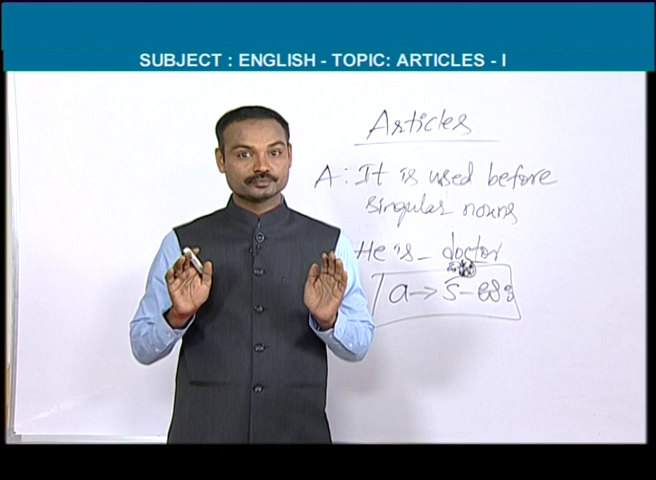 SUBJECT : ENGLISH - TOPIC: ARTICLES - I
Articles
A: It is used before
singular nouns
He is _ doctor
a →